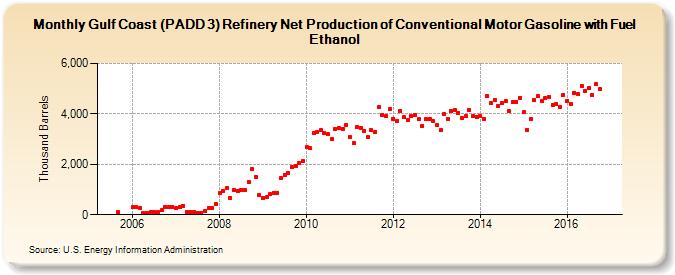 Monthly Gulf Coast (PADD 3) Refinery Net Production of Conventional Motor Gasoline with Fuel
Ethanol
Thousand Barrels
6,000
4,000
2,000
0
2006
2008
2010
2012
2014
2016
Source: U.S. Energy Information Administration